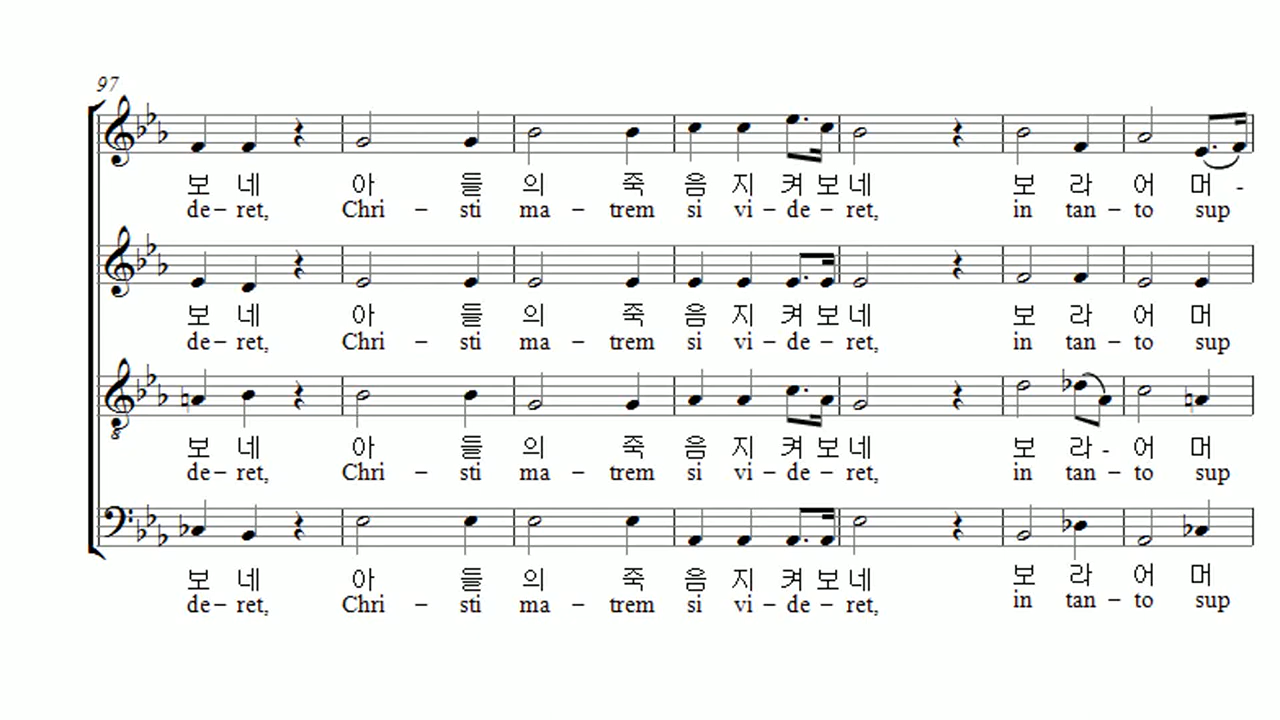 97
보 네 아 들 의 죽 음 지 켜 보 네 보 라 어 머 -
de – ret, Chri – sti ma – trem si vi – de – ret, in tan – to sup
보 네 아 들 의 죽 음 지 켜 보 네 보 라 어 머
de – ret, Chri – sti ma – trem si vi – de – ret, in tan – to sup
8
보 네 아 들 의 죽 음 지 켜 보 네 보 라 - 어 머
de – ret, Chri – sti ma – trem si vi – de – ret, in tan – to sup
보 네 아 들 의 죽 음 지 켜 보 네 보 라 어 머
de – ret, Chri – sti ma – trem si vi – de – ret, in tan – to sup